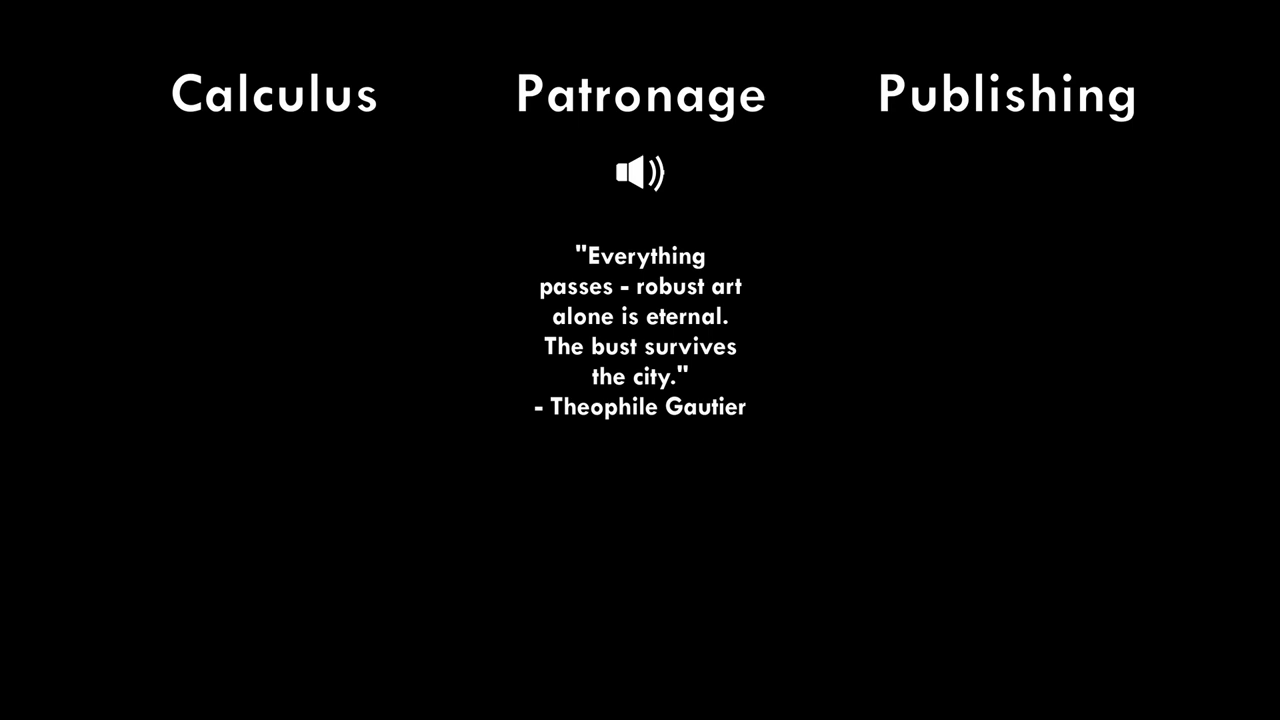 Calculus Patronage Publishing
"Everything
passes - robust art
alone is eternal.
The bust survives
the city."
- Theophile Gautier